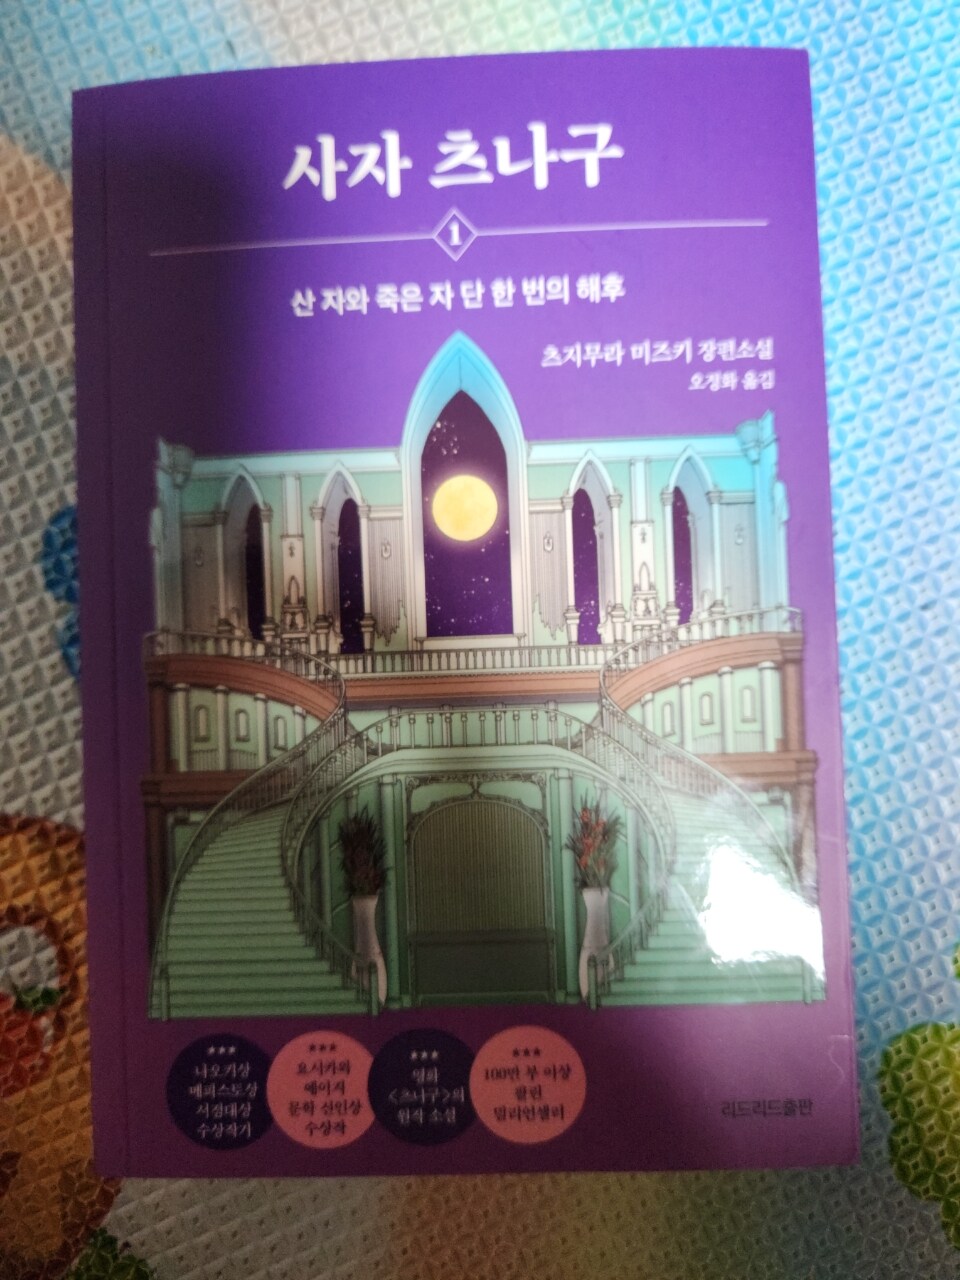 사자 츠나구
1
산 자와 죽은 자 단 한 번의 해후
츠지무라 미즈키 장편소설
오정화 옮김
★★★
나오키상
메피스토상
서점대상
수상작가
★★★
요시카와
에이지
문학 신인상
수상작
★★★
영화
〈츠나구〉의
원작 소설
★★★
100만 부 이상
팔린
밀리언셀러
리드리드출판